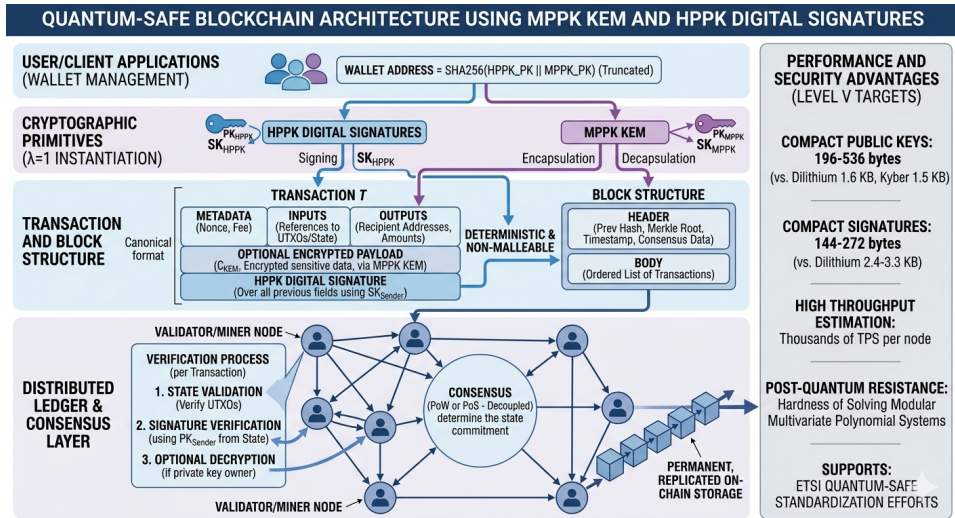 QUANTUM-SAFE BLOCKCHAIN ARCHITECTURE USING MPPK KEM AND HPPK DIGITAL SIGNATURES
USER/CLIENT APPLICATIONS
(WALLET MANAGEMENT)
WALLET ADDRESS = SHA256(HPPK_PK || MPPK_PK) (Truncated)
CRYPTOGRAPHIC
PRIMITIVES
(λ=1 INSTANTIATION)
PK_HPPK
SK_HPPK
HPPK DIGITAL SIGNATURES
MPPK KEM
PK_MPPK
SK_MPPK
Signing
SK_HPPK
Encapsulation
Decapsulation
TRANSACTION
AND BLOCK
STRUCTURE
Canonical
format
TRANSACTION T
METADATA
(Nonce, Fee)
INPUTS
(References to
UTXOs/State)
OUTPUTS
(Recipient Addresses,
Amounts)
OPTIONAL ENCRYPTED PAYLOAD
(C_KEM, Encrypted sensitive data, via MPPK KEM)
HPPK DIGITAL SIGNATURE
(Over all previous fields using SK_Sender)
DETERMINISTIC &
NON-MALLEABLE
BLOCK STRUCTURE
HEADER
(Prev Hash, Merkle Root,
Timestamp, Consensus Data)
BODY
(Ordered List of Transactions)
DISTRIBUTED
LEDGER &
CONSENSUS
LAYER
VALIDATOR/MINER NODE
VERIFICATION PROCESS
(per Transaction)
1. STATE VALIDATION
(Verify UTXOs)
2. SIGNATURE VERIFICATION
(using PK_Sender from State)
3. OPTIONAL DECRYPTION
(if private key owner)
VALIDATOR/MINER NODE
CONSENSUS
(PoW or PoS - Decoupled)
determine the state
commitment
PERMANENT,
REPLICATED ON-
CHAIN STORAGE
PERFORMANCE AND
SECURITY ADVANTAGES
(LEVEL V TARGETS)
COMPACT PUBLIC KEYS:
196-536 bytes
(vs. Dilithium 1.6 KB, Kyber 1.5 KB)
COMPACT SIGNATURES:
144-272 bytes
(vs. Dilithium 2.4-3.3 KB)
HIGH THROUGHPUT
ESTIMATION:
Thousands of TPS per node
POST-QUANTUM RESISTANCE:
Hardness of Solving Modular
Multivariate Polynomial Systems
SUPPORTS:
ETSI QUANTUM-SAFE
STANDARDIZATION EFFORTS